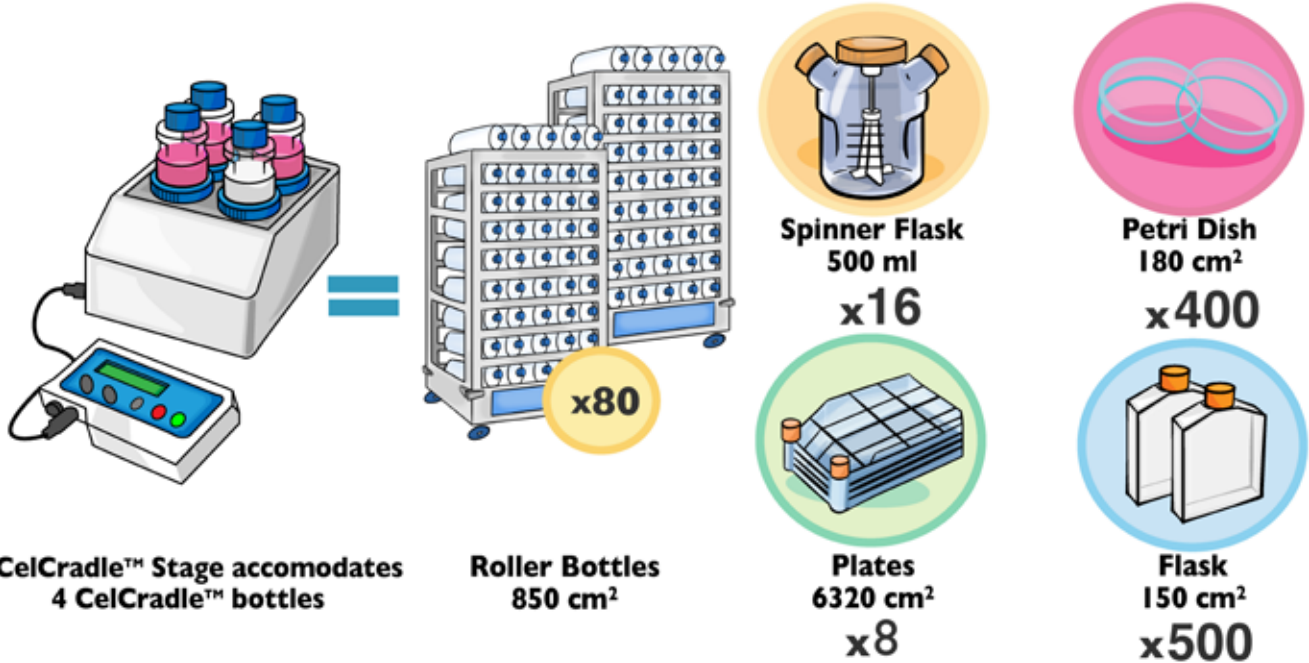 CelCradle™ Stage accomodates
4 CelCradle™ bottles
x80
Roller Bottles
850 cm²
Spinner Flask
500 ml
x16
Petri Dish
180 cm²
x400
Plates
6320 cm²
x8
Flask
150 cm²
x500